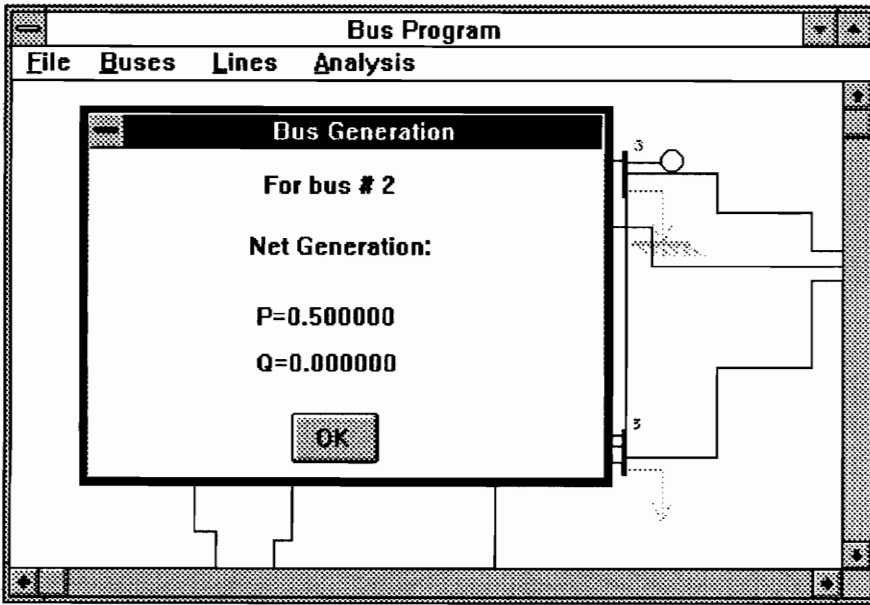 Bus Program
File Buses Lines Analysis
Bus Generation
For bus # 2
Net Generation:
P=0.500000
Q=0.000000
OK
3
3